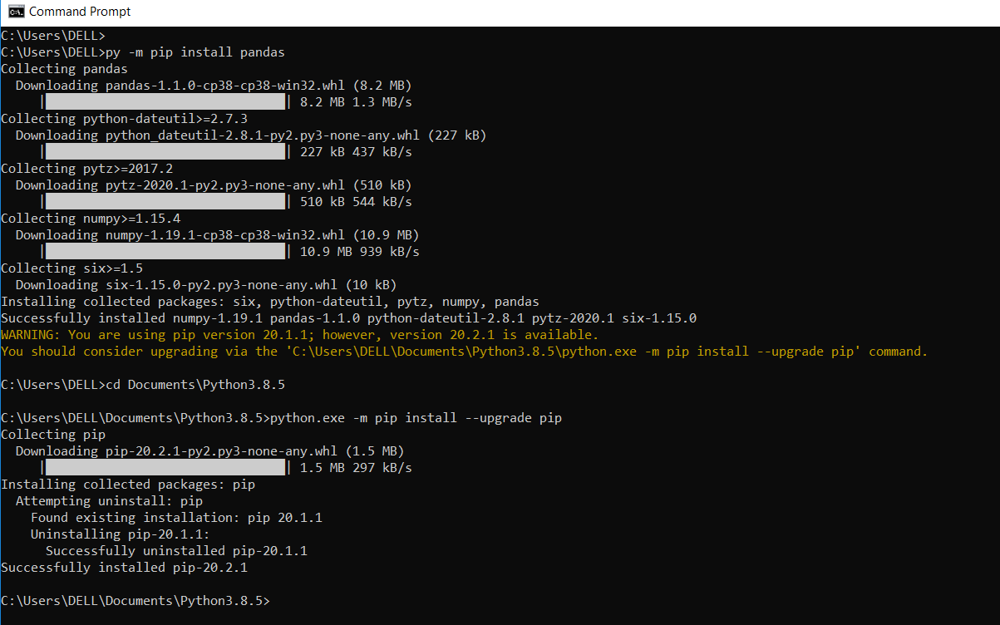 Command Prompt
C:\Users\DELL>
C:\Users\DELL>py -m pip install pandas
Collecting pandas
  Downloading pandas-1.1.0-cp38-cp38-win32.whl (8.2 MB)
     |████████████████████████████████| 8.2 MB 1.3 MB/s
Collecting python-dateutil>=2.7.3
  Downloading python_dateutil-2.8.1-py2.py3-none-any.whl (227 kB)
     |████████████████████████████████| 227 kB 437 kB/s
Collecting pytz>=2017.2
  Downloading pytz-2020.1-py2.py3-none-any.whl (510 kB)
     |████████████████████████████████| 510 kB 544 kB/s
Collecting numpy>=1.15.4
  Downloading numpy-1.19.1-cp38-cp38-win32.whl (10.9 MB)
     |████████████████████████████████| 10.9 MB 939 kB/s
Collecting six>=1.5
  Downloading six-1.15.0-py2.py3-none-any.whl (10 kB)
Installing collected packages: six, python-dateutil, pytz, numpy, pandas
Successfully installed numpy-1.19.1 pandas-1.1.0 python-dateutil-2.8.1 pytz-2020.1 six-1.15.0
WARNING: You are using pip version 20.1.1; however, version 20.2.1 is available.
You should consider upgrading via the 'C:\Users\DELL\Documents\Python3.8.5\python.exe -m pip install --upgrade pip' command.
C:\Users\DELL>cd Documents\Python3.8.5
C:\Users\DELL\Documents\Python3.8.5>python.exe -m pip install --upgrade pip
Collecting pip
  Downloading pip-20.2.1-py2.py3-none-any.whl (1.5 MB)
     |████████████████████████████████| 1.5 MB 297 kB/s
Installing collected packages: pip
  Attempting uninstall: pip
    Found existing installation: pip 20.1.1
    Uninstalling pip-20.1.1:
      Successfully uninstalled pip-20.1.1
Successfully installed pip-20.2.1
C:\Users\DELL\Documents\Python3.8.5>